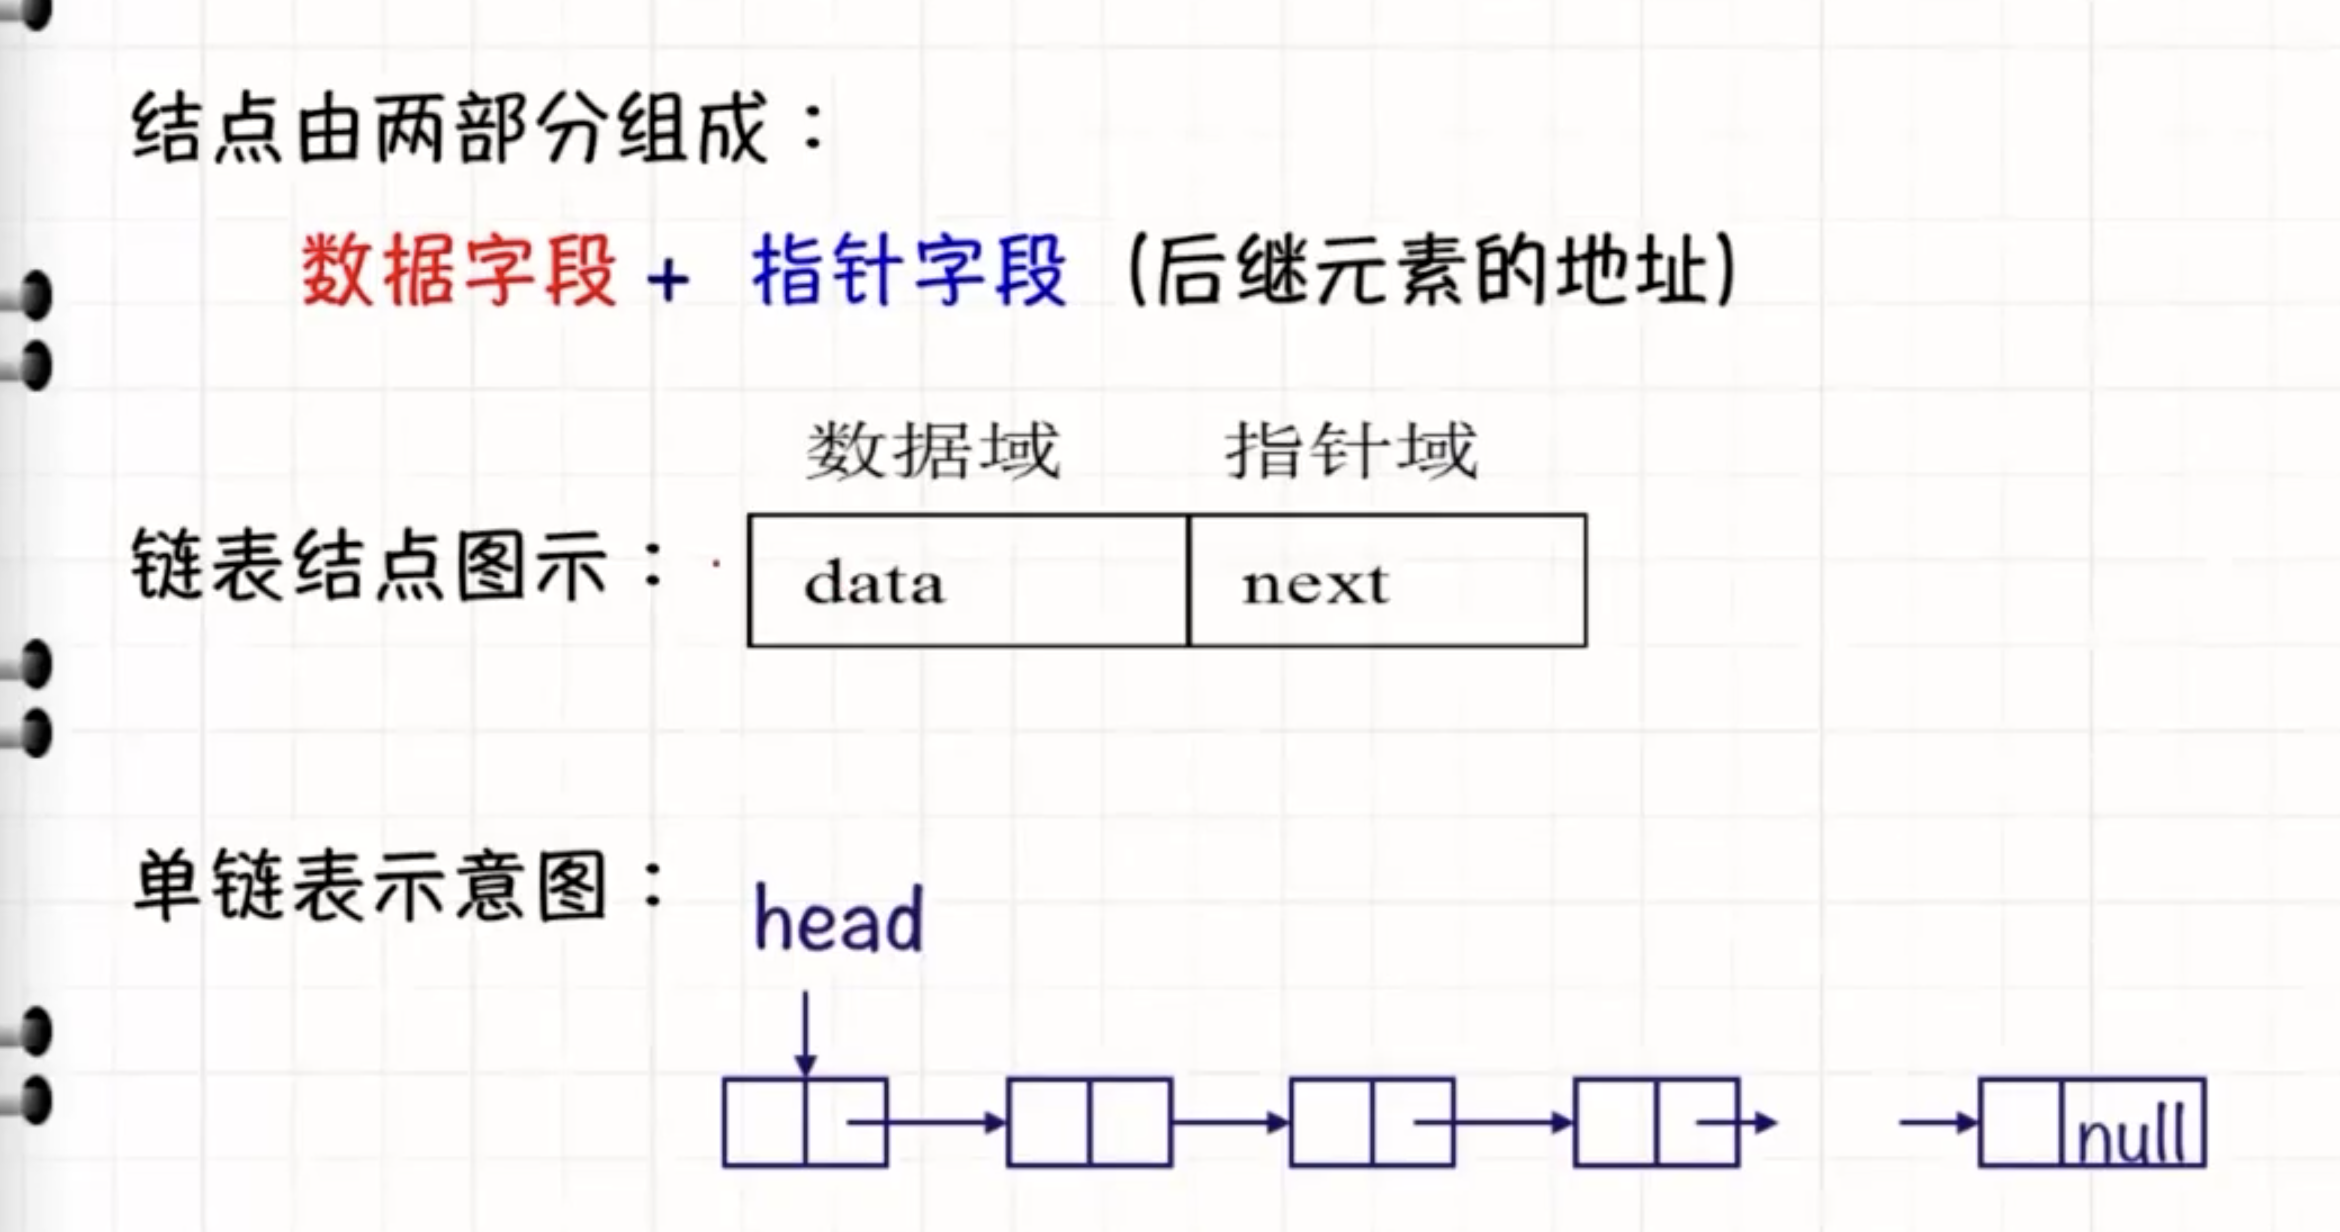 结点由两部分组成：
数据字段 + 指针字段 (后继元素的地址)
数据域 指针域
链表结点图示： data next
单链表示意图：
head
null